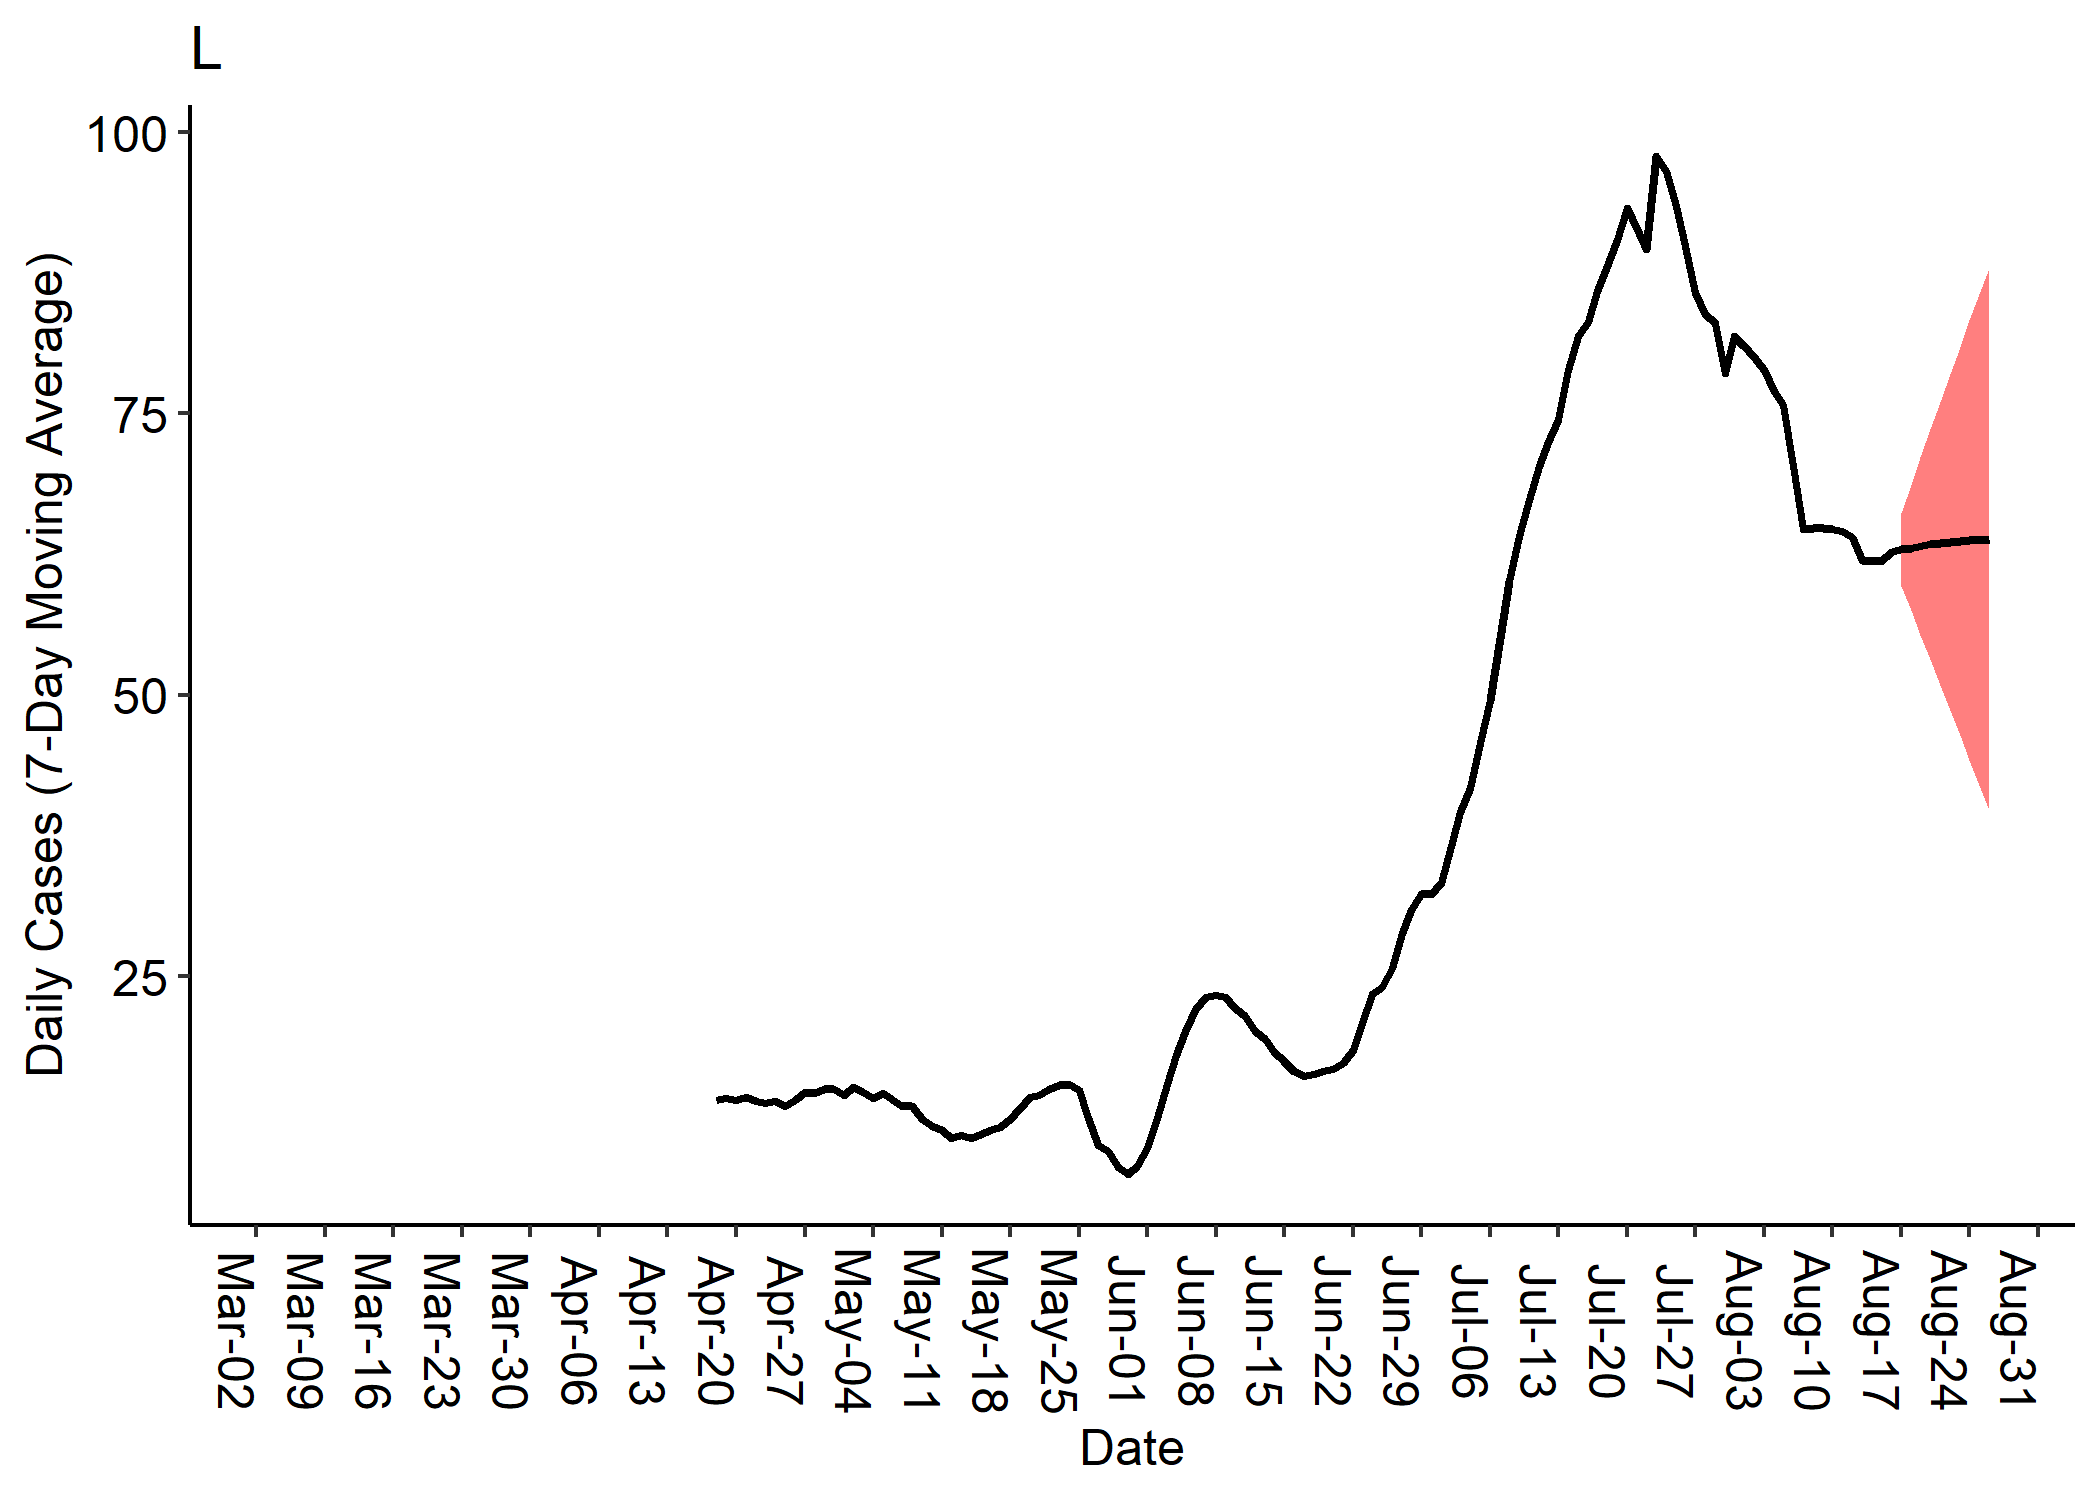 L
Daily Cases (7-Day Moving Average)
100
75
50
25
Mar-02
Mar-09
Mar-16
Mar-23
Mar-30
Apr-06
Apr-13
Apr-20
Apr-27
May-04
May-11
May-18
May-25
Jun-01
Jun-08
Jun-15
Jun-22
Jun-29
Jul-06
Jul-13
Jul-20
Jul-27
Aug-03
Aug-10
Aug-17
Aug-24
Aug-31
Date